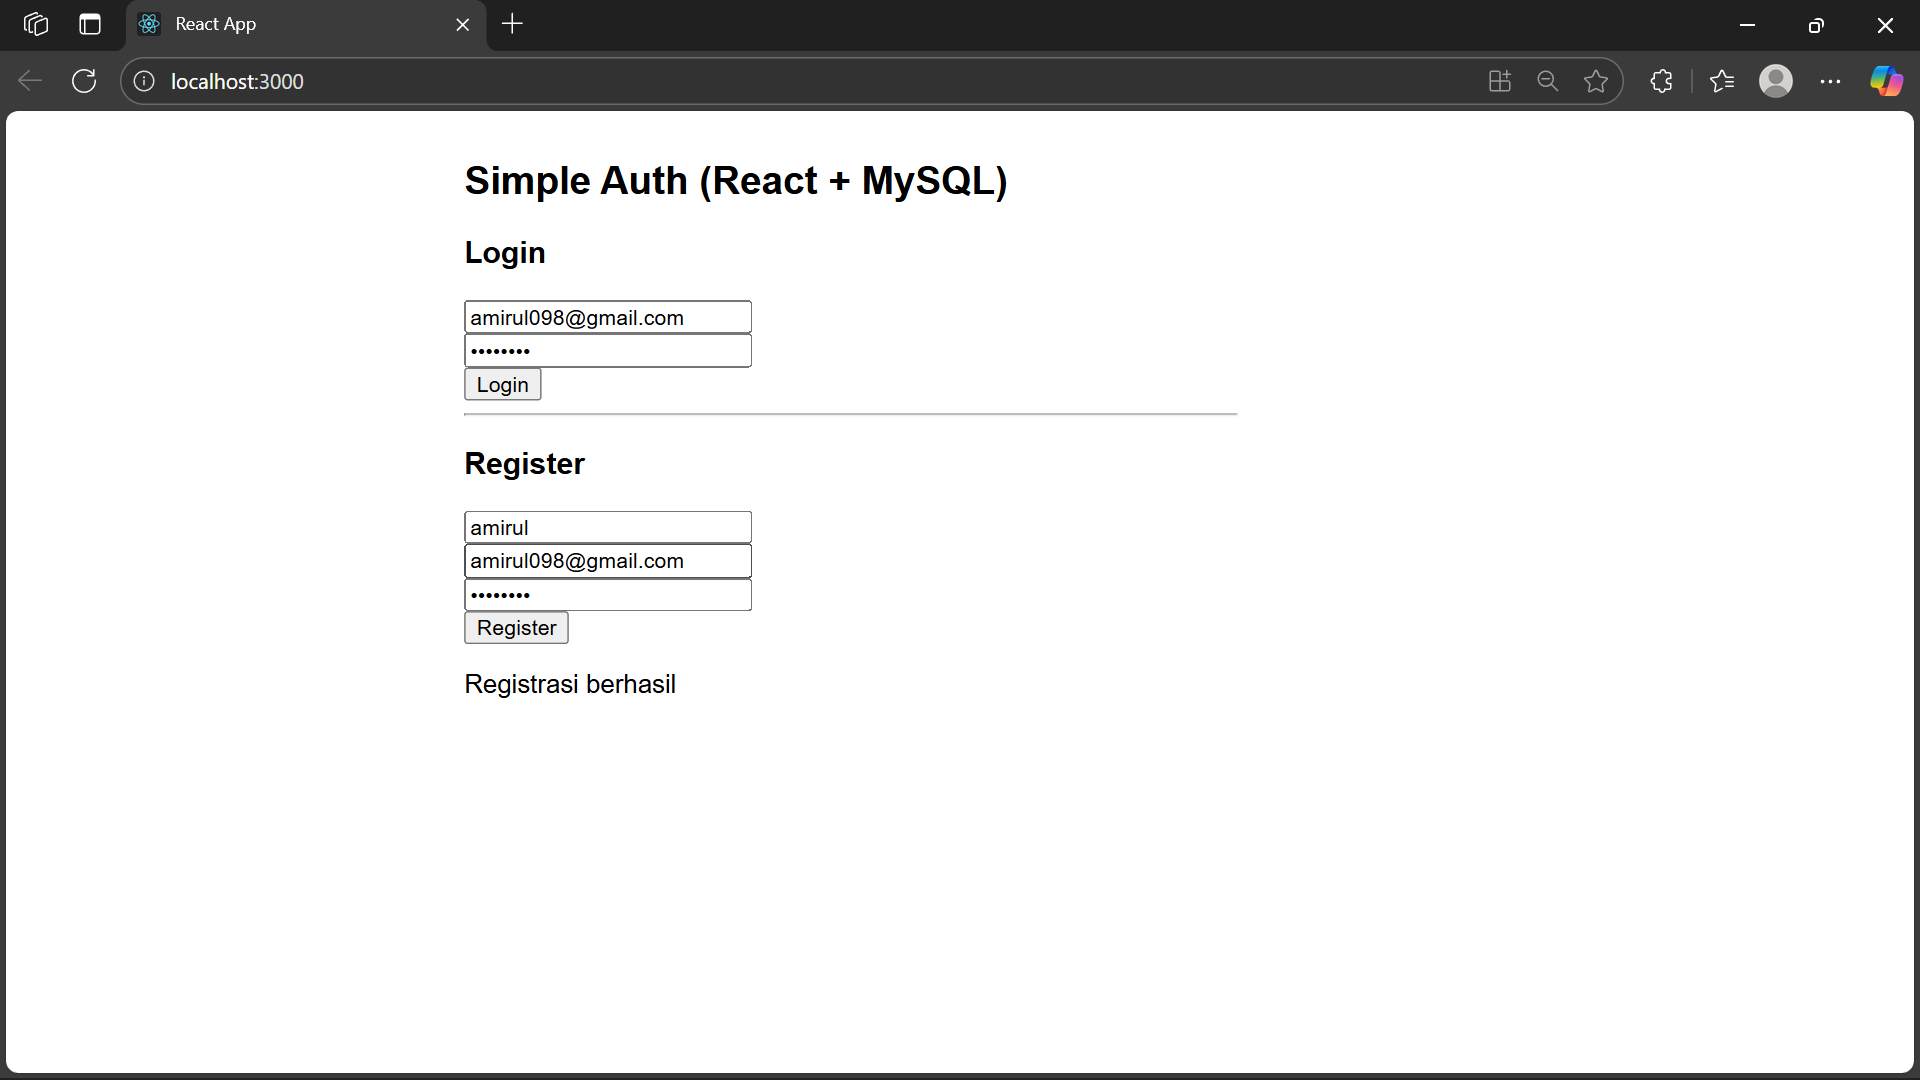 React App
localhost:3000
Simple Auth (React + MySQL)
Login
amirul098@gmail.com
••••••••
Login
Register
amirul
amirul098@gmail.com
••••••••
Register
Registrasi berhasil